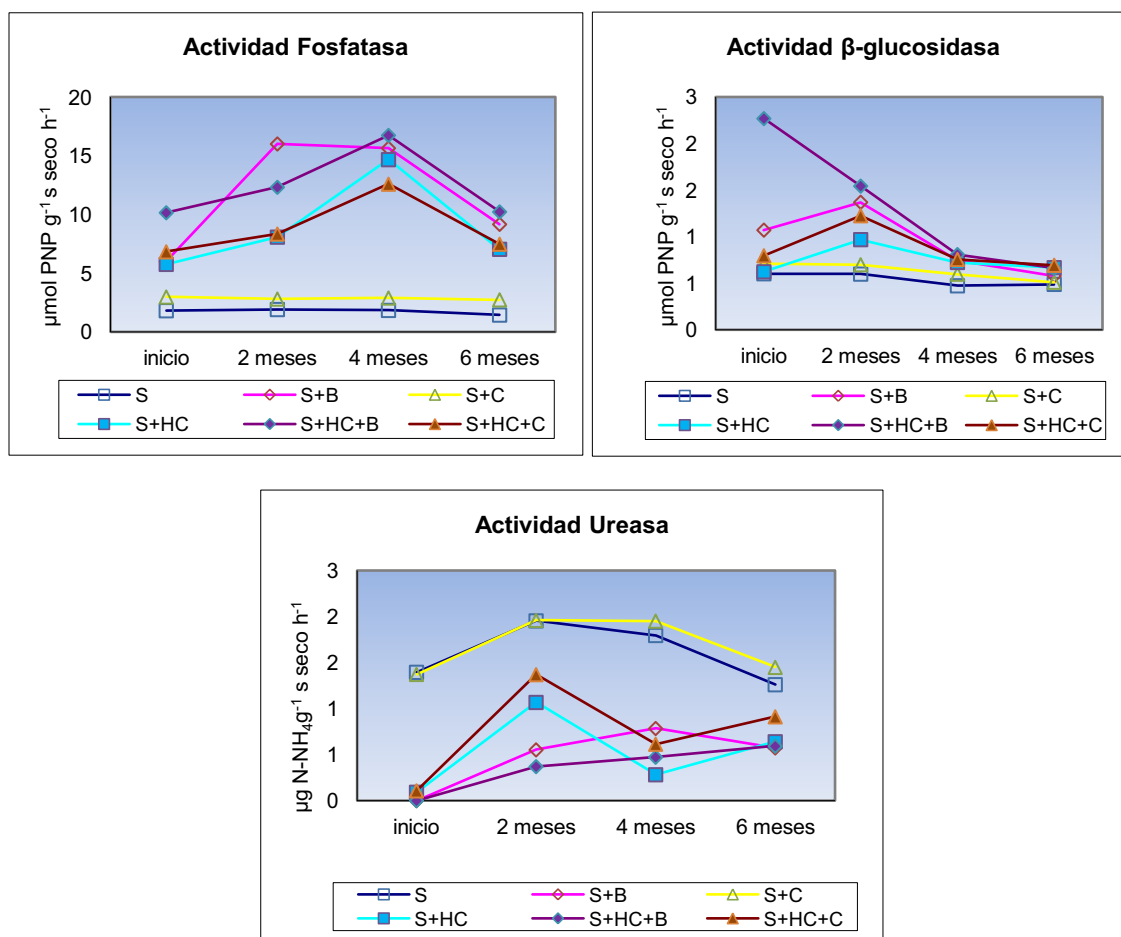 Actividad Fosfatasa
µmol PNP g⁻¹ s seco h⁻¹
20
15
10
5
0
inicio 2 meses 4 meses 6 meses
S S+B S+C
S+HC S+HC+B S+HC+C
Actividad β-glucosidasa
µmol PNP g⁻¹ s seco h⁻¹
3
2
2
1
1
0
inicio 2 meses 4 meses 6 meses
S S+B S+C
S+HC S+HC+B S+HC+C
Actividad Ureasa
µg N-NH₄g⁻¹ s seco h⁻¹
3
2
2
1
1
0
inicio 2 meses 4 meses 6 meses
S S+B S+C
S+HC S+HC+B S+HC+C